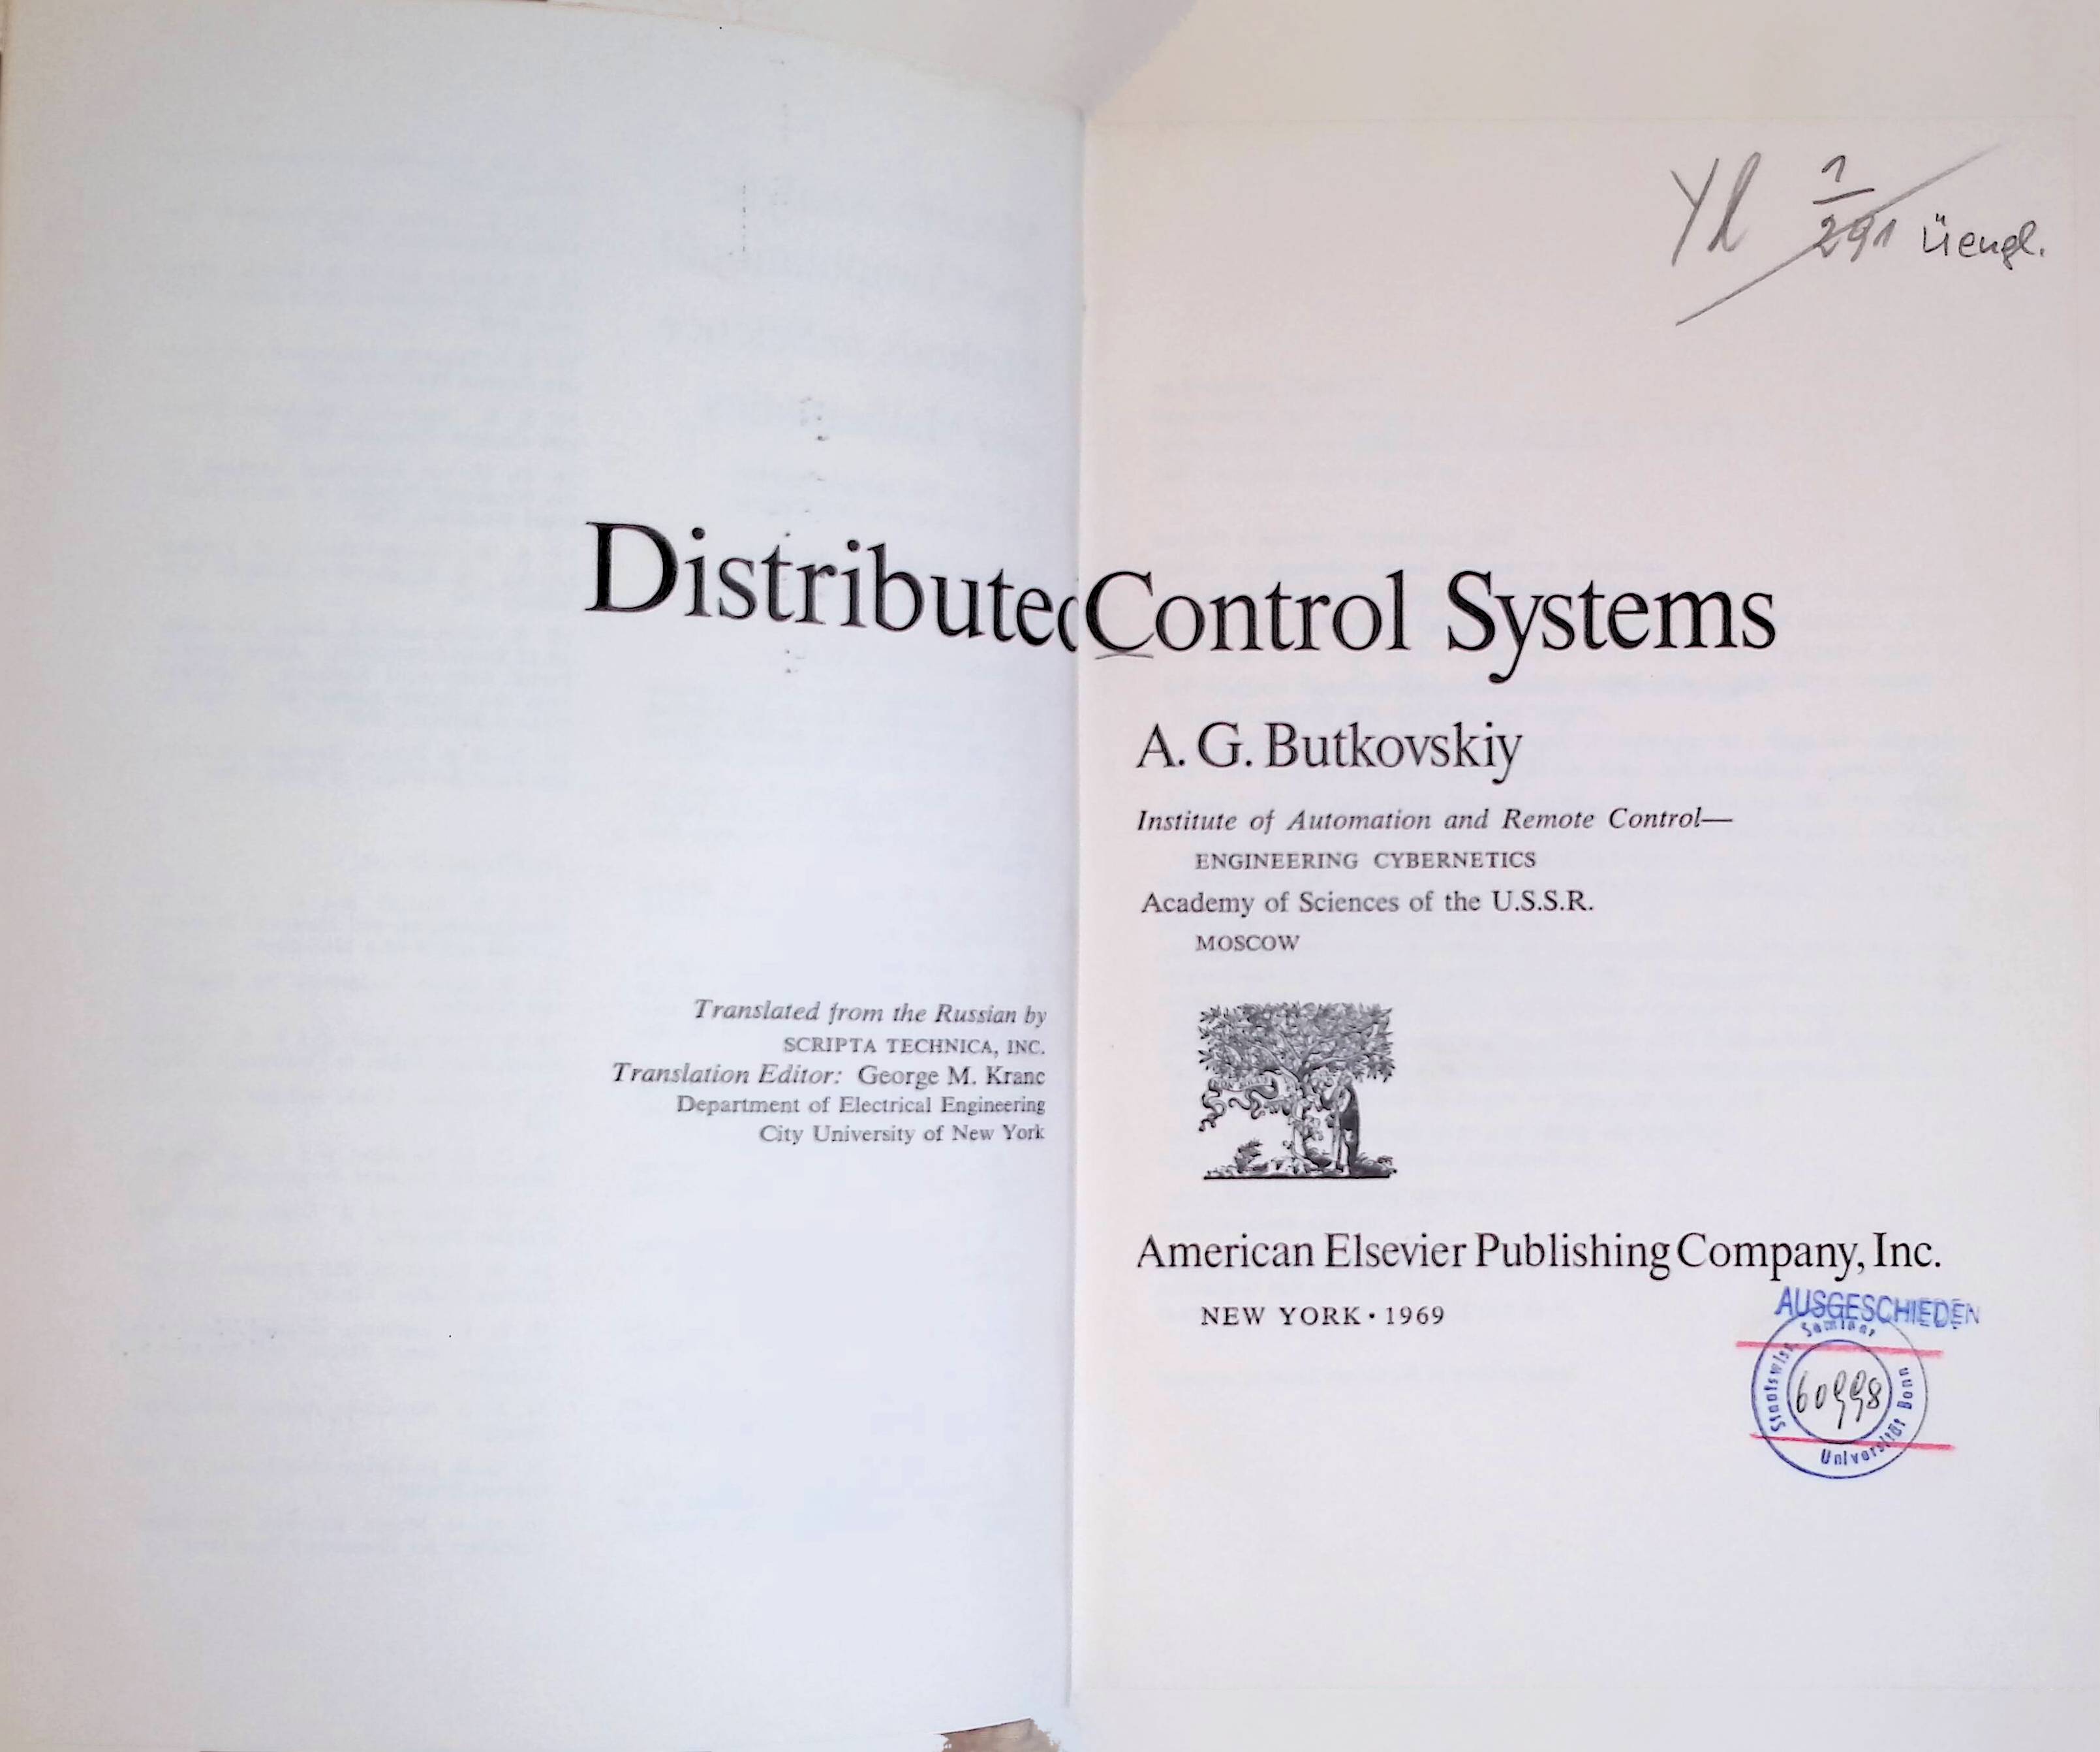 Yh 1/291 Üengl.
Distributed Control Systems
A. G. Butkovskiy
Institute of Automation and Remote Control—
ENGINEERING CYBERNETICS
Academy of Sciences of the U.S.S.R.
MOSCOW
Translated from the Russian by
SCRIPTA TECHNICA, INC.
Translation Editor: George M. Kranc
Department of Electrical Engineering
City University of New York
American Elsevier Publishing Company, Inc.
NEW YORK • 1969
AUSGESCHIEDEN
Staatswiss. Seminar
60998
Universität Bonn